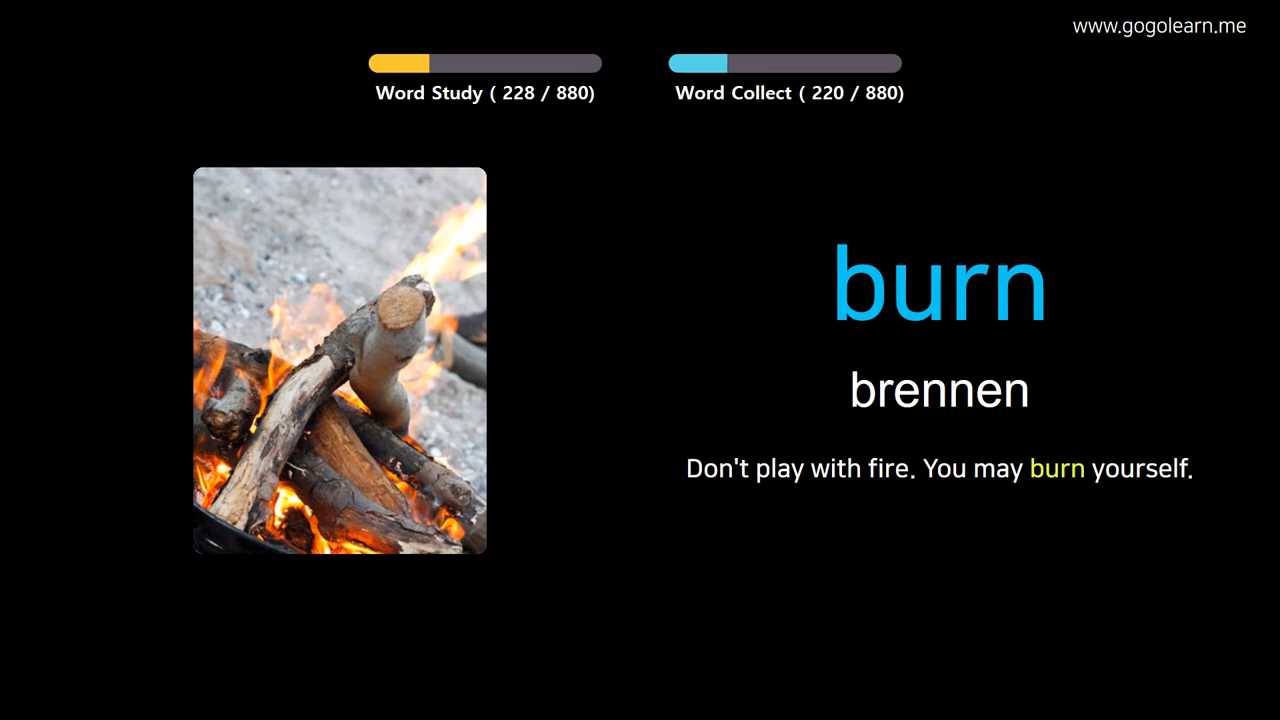 www.gogolearn.me
Word Study ( 228 / 880)
Word Collect ( 220 / 880)
burn
brennen
Don't play with fire. You may burn yourself.